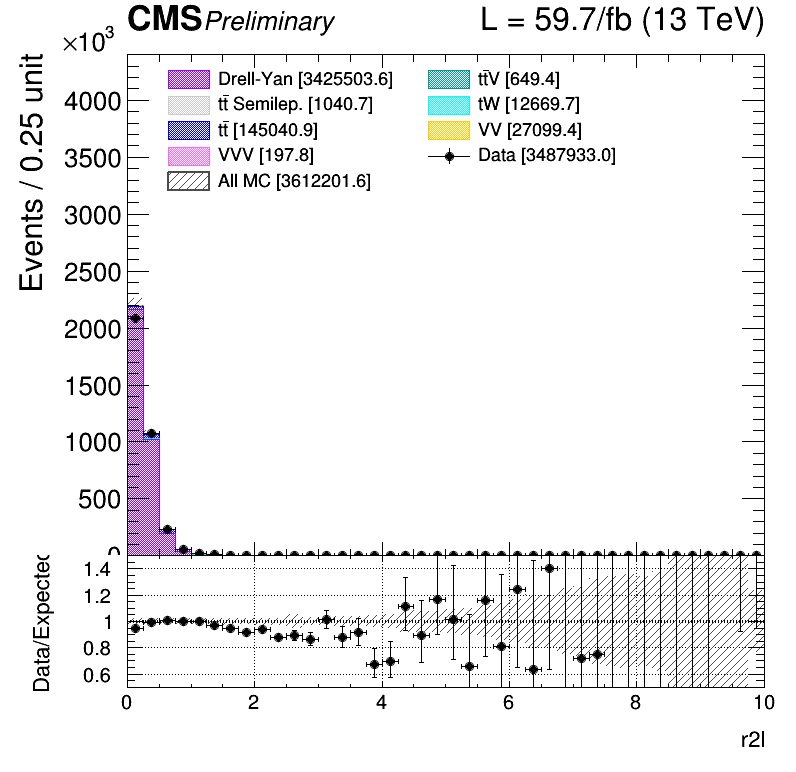 CMS Preliminary L = 59.7/fb (13 TeV)
×10³
Events / 0.25 unit
Drell-Yan [3425503.6]
tt̄ Semilep. [1040.7]
tt̄ [145040.9]
VVV [197.8]
All MC [3612201.6]
tt̄V [649.4]
tW [12669.7]
VV [27099.4]
Data [3487933.0]
4000
3500
3000
2500
2000
1500
1000
500
0
Data/Expected
1.4
1.2
1
0.8
0.6
0 2 4 6 8 10
r2l